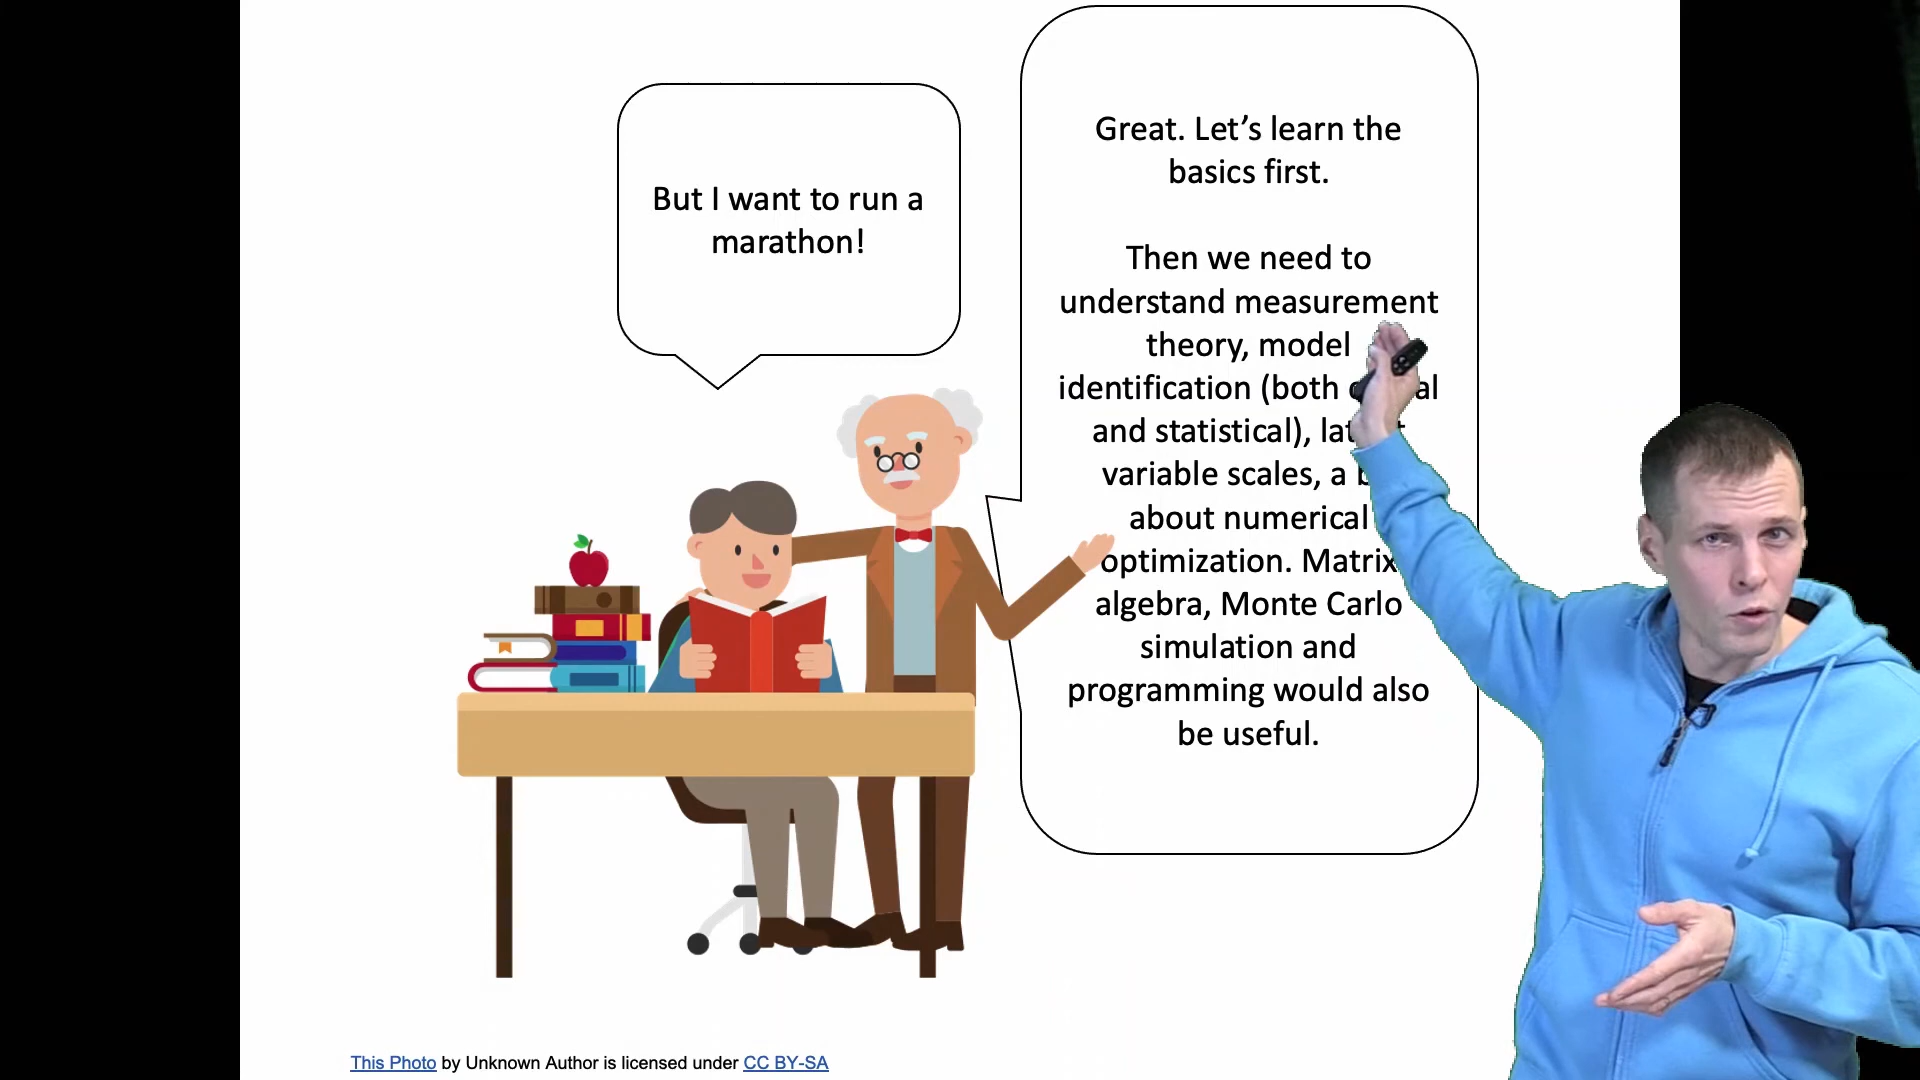 But I want to run a
marathon!
Great. Let’s learn the
basics first.
Then we need to
understand measurement
theory, model
identification (both
and statistical),
variable scales, a
about numerical
optimization. Matrix
algebra, Monte Carlo
simulation and
programming would also
be useful.
This Photo by Unknown Author is licensed under CC BY-SA